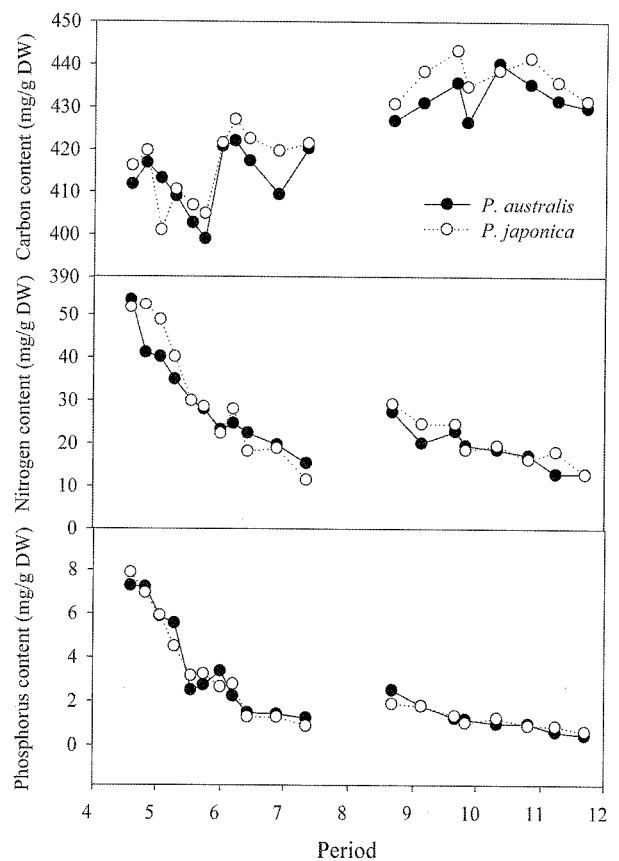 Carbon content (mg/g DW)
450
440
430
420
410
400
390
P. australis
P. japonica
Nitrogen content (mg/g DW)
50
40
30
20
10
0
Phosphorus content (mg/g DW)
8
6
4
2
0
4 5 6 7 8 9 10 11 12
Period